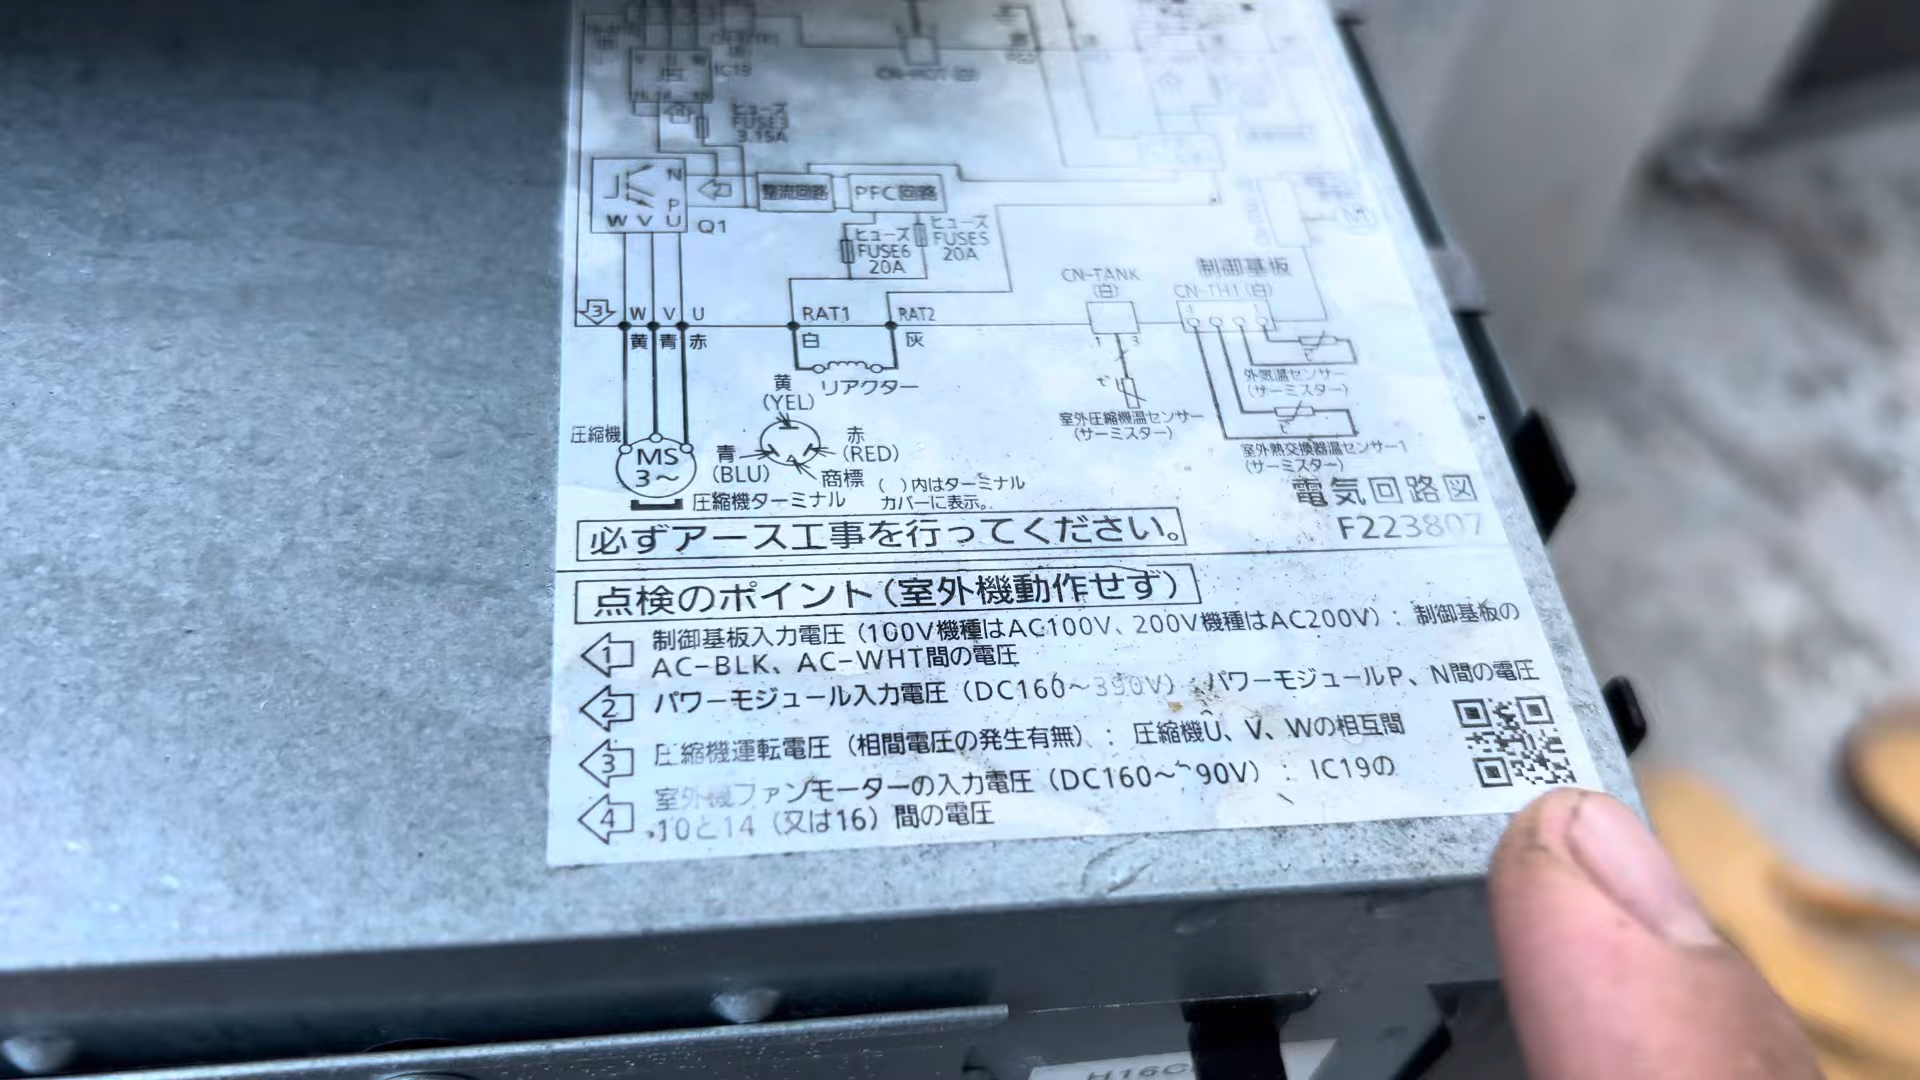 IC19
ヒューズ
FUSE3
3.15A
N
P
W V U
Q1
2
整流回路
PFC回路
ヒューズ
FUSE6
20A
ヒューズ
FUSE5
20A
CN-TANK
(白)
制御基板
CN-TH1(白)
3
W V U
黄 青 赤
RAT1
RAT2
白
灰
リアクター
1 3
4 1
外気温センサー
(サーミスター)
室外圧縮機温センサー
(サーミスター)
室外熱交換器温センサー1
(サーミスター)
圧縮機
MS
3~
黄
(YEL)
青
(BLU)
赤
(RED)
商標
( )内はターミナル
カバーに表示。
圧縮機ターミナル
電気回路図
F223807
必ずアース工事を行ってください。
点検のポイント(室外機動作せず)
1 制御基板入力電圧(100V機種はAC100V、200V機種はAC200V):制御基板の
AC-BLK、AC-WHT間の電圧
2 パワーモジュール入力電圧(DC160~390V):パワーモジュールP、N間の電圧
3 圧縮機運転電圧(相間電圧の発生有無):圧縮機U、V、Wの相互間
4 室外機ファンモーターの入力電圧(DC160~ 90V):IC19の
10と14(又は16)間の電圧